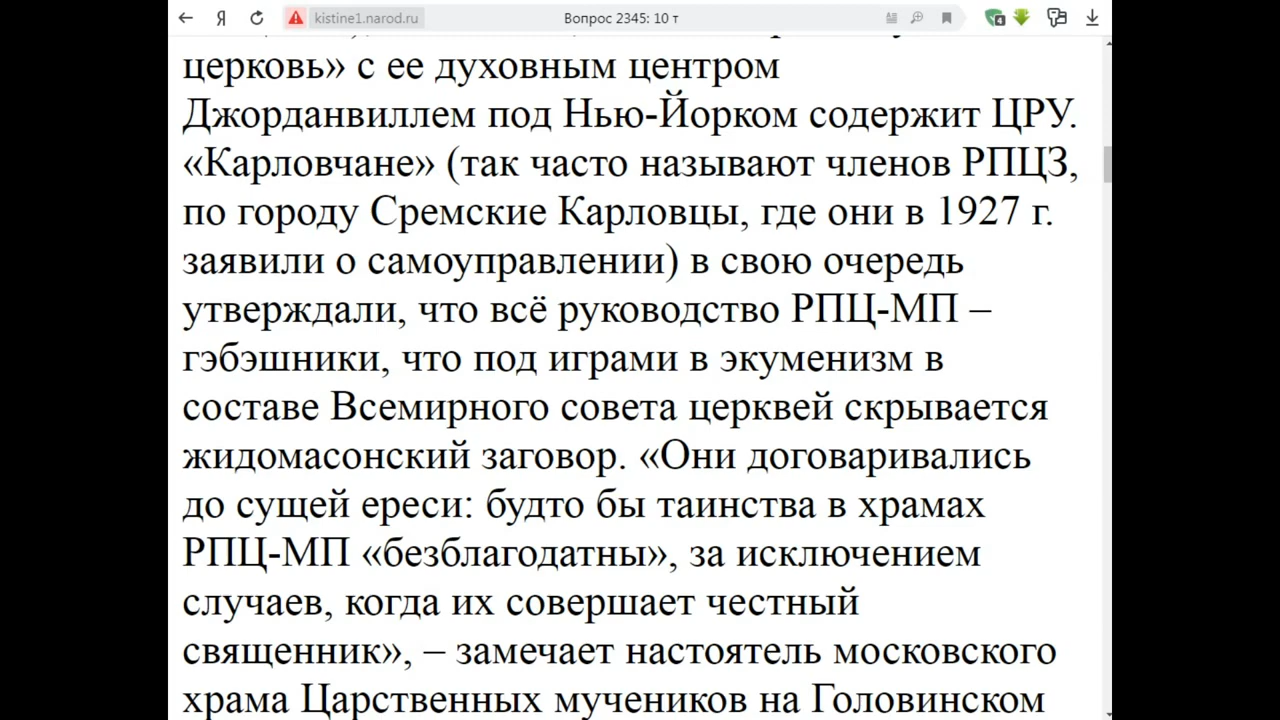 kistine1.narod.ru
Вопрос 2345: 10 т
церковь» с ее духовным центром
Джорданвиллем под Нью-Йорком содержит ЦРУ.
«Карловчане» (так часто называют членов РПЦЗ,
по городу Сремские Карловцы, где они в 1927 г.
заявили о самоуправлении) в свою очередь
утверждали, что всё руководство РПЦ-МП –
гэбэшники, что под играми в экуменизм в
составе Всемирного совета церквей скрывается
жидомасонский заговор. «Они договаривались
до сущей ереси: будто бы таинства в храмах
РПЦ-МП «безблагодатны», за исключением
случаев, когда их совершает честный
священник», – замечает настоятель московского
храма Царственных мучеников на Головинском